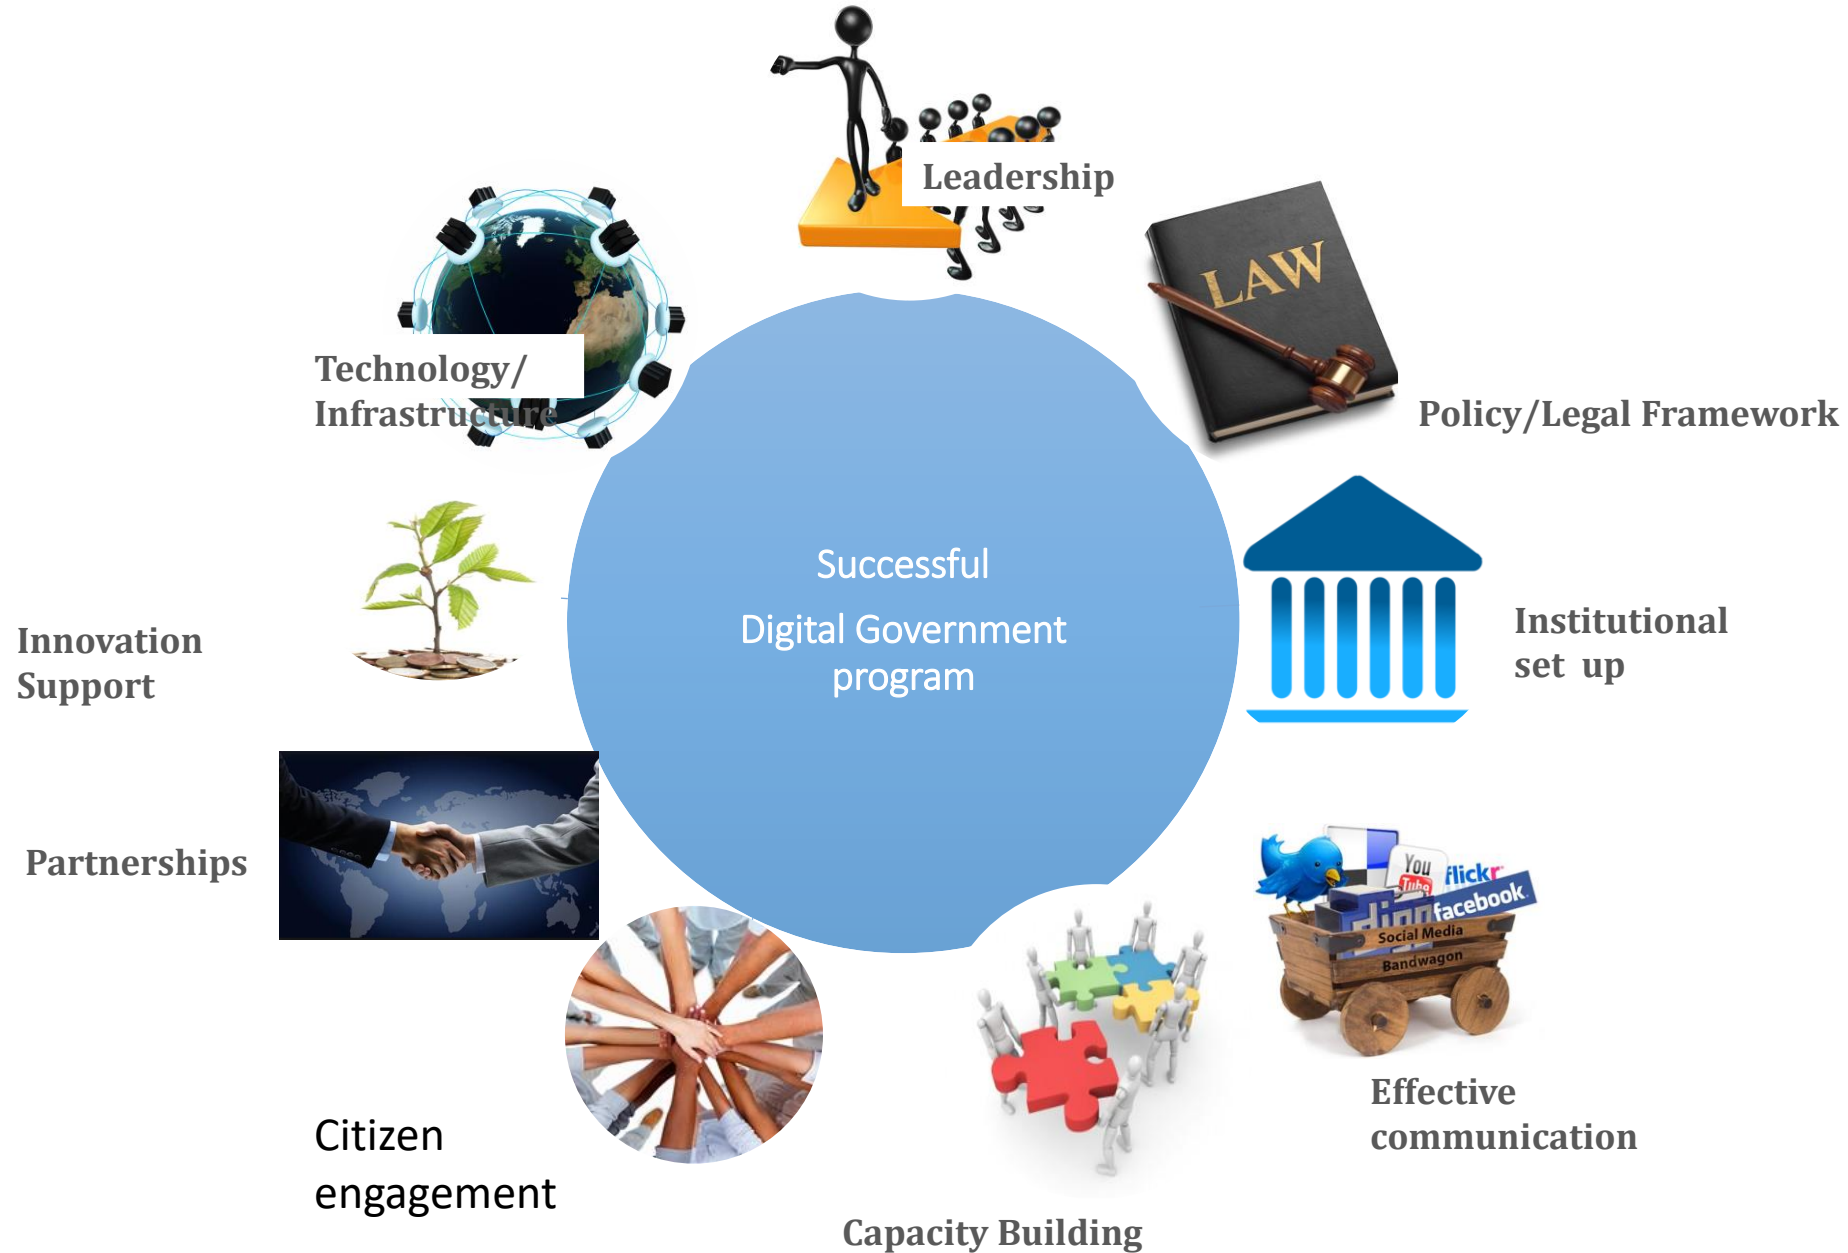 Leadership
LAW
Technology/
Infrastructure
Policy/Legal Framework
Successful
Digital Government
program
Institutional
set up
Innovation
Support
Partnerships
You
Tube
flickr
facebook
digg
Social Media
Bandwagon
Effective
communication
Citizen
engagement
Capacity Building